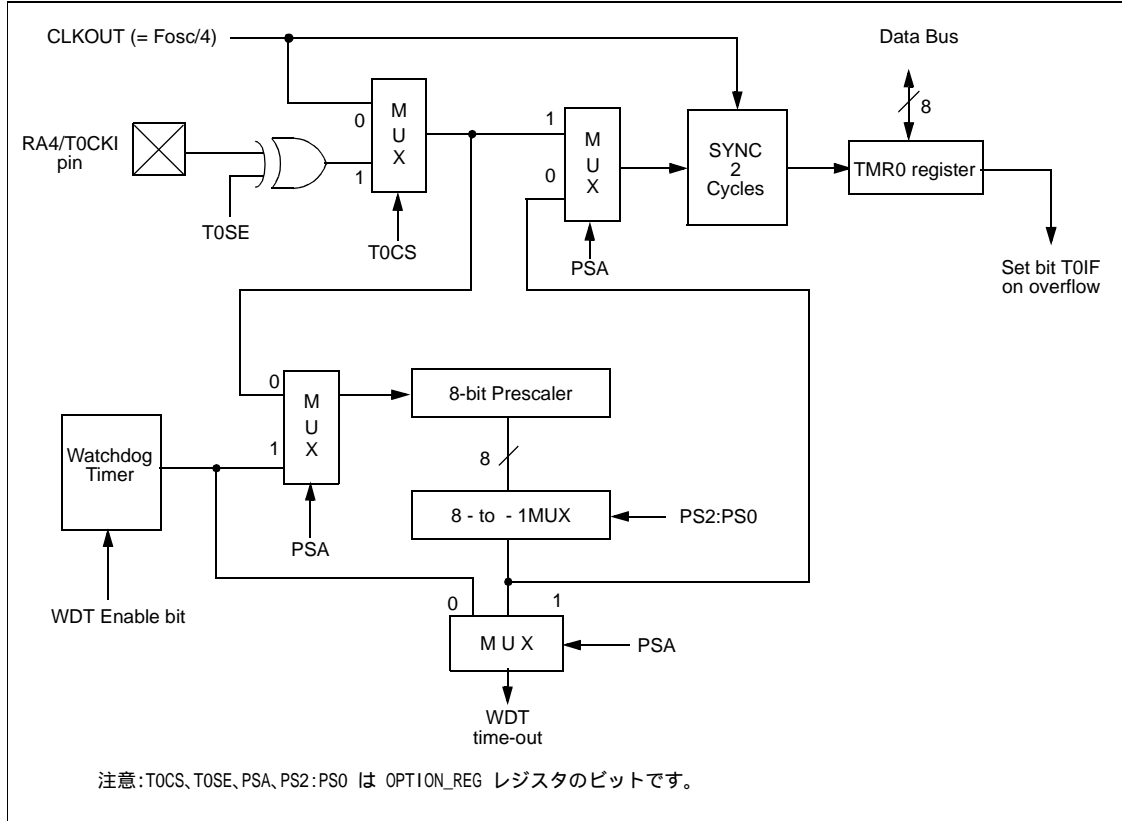 CLKOUT (= Fosc/4)
Data Bus
8
RA4/T0CKI
pin
T0SE
0
1
M
U
X
T0CS
1
0
M
U
X
PSA
SYNC
2
Cycles
TMR0 register
Set bit T0IF
on overflow
0
1
M
U
X
PSA
8-bit Prescaler
8
Watchdog
Timer
WDT Enable bit
8 - to - 1MUX
PS2:PS0
0
1
M U X
PSA
WDT
time-out
注意:T0CS、T0SE、PSA、PS2:PS0 は OPTION_REG レジスタのビットです。